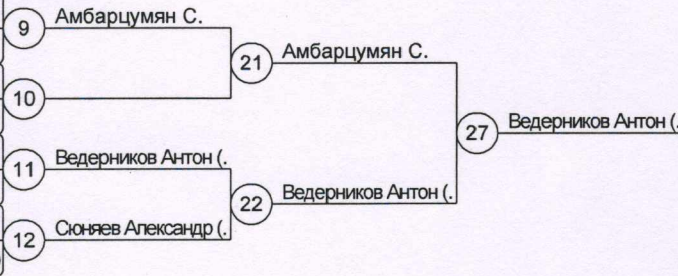 9 Амбарцумян С.
21 Амбарцумян С.
10
27 Ведерников Антон (.
11 Ведерников Антон (.
22 Ведерников Антон (.
12 Сюняев Александр (.